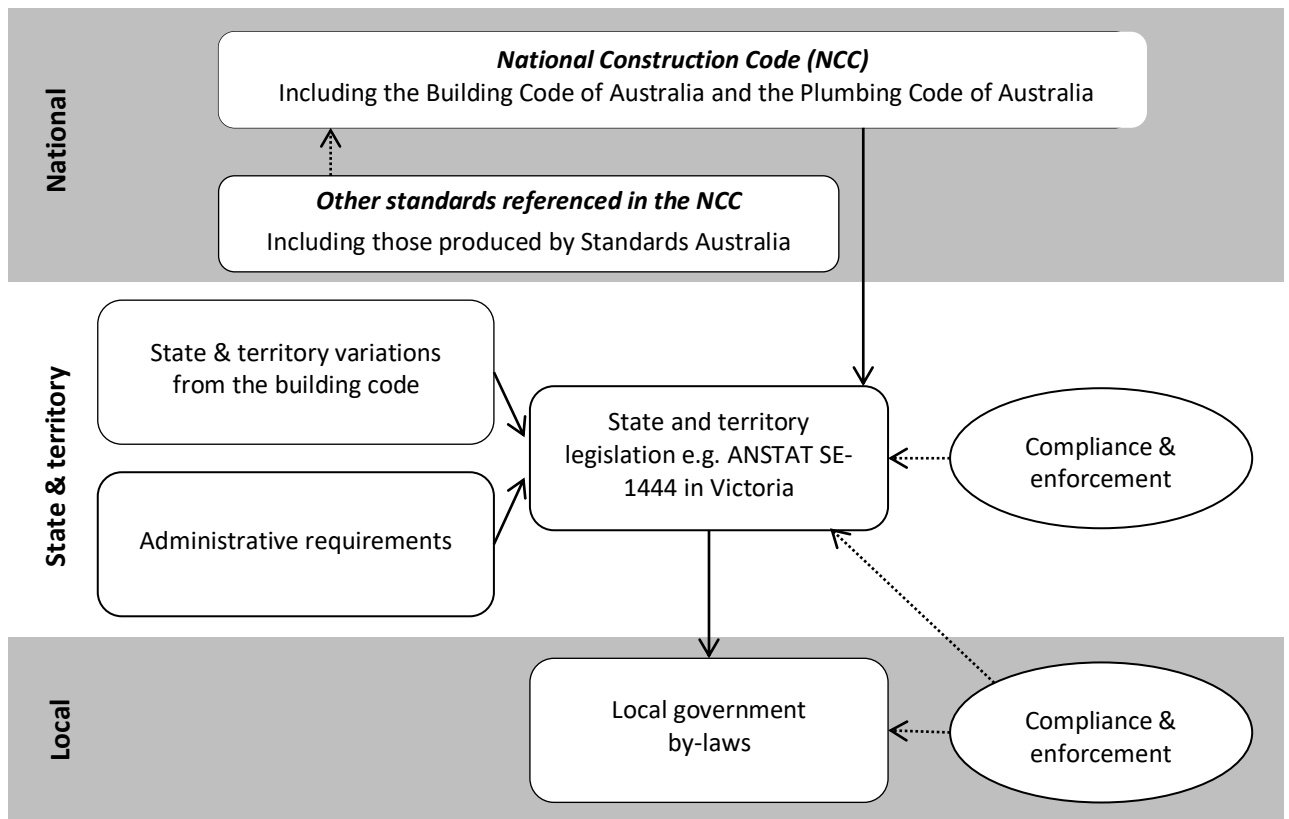 National
National Construction Code (NCC)
Including the Building Code of Australia and the Plumbing Code of Australia
Other standards referenced in the NCC
Including those produced by Standards Australia
State & territory
State & territory variations
from the building code
Administrative requirements
State and territory
legislation e.g. ANSTAT SE-
1444 in Victoria
Compliance &
enforcement
Local
Local government
by-laws
Compliance &
enforcement